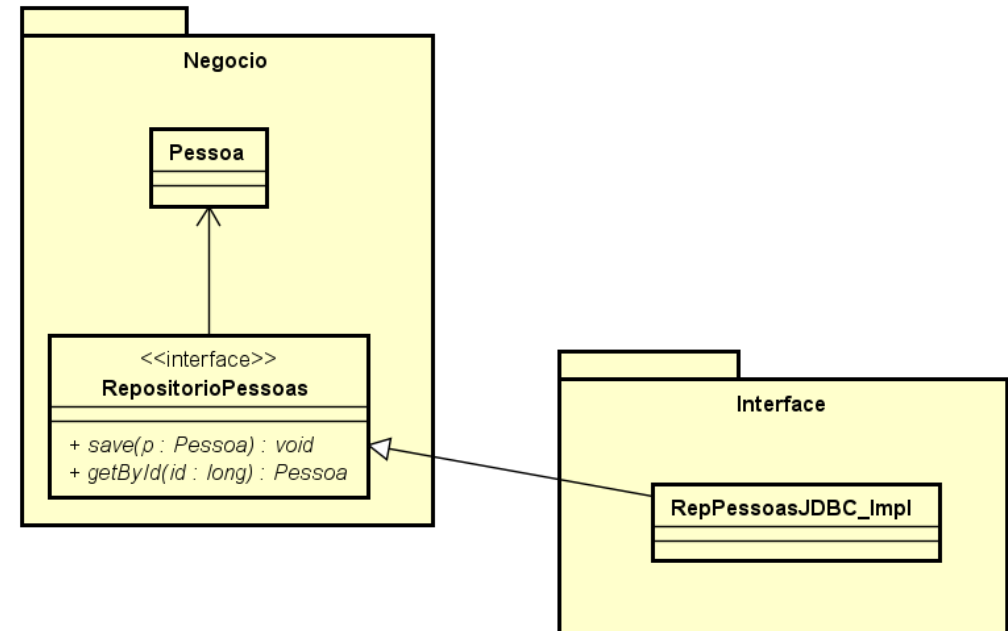 Negocio
Pessoa
<<interface>>
RepositorioPessoas
+ save(p : Pessoa) : void
+ getById(id : long) : Pessoa
Interface
RepPessoasJDBC_Impl